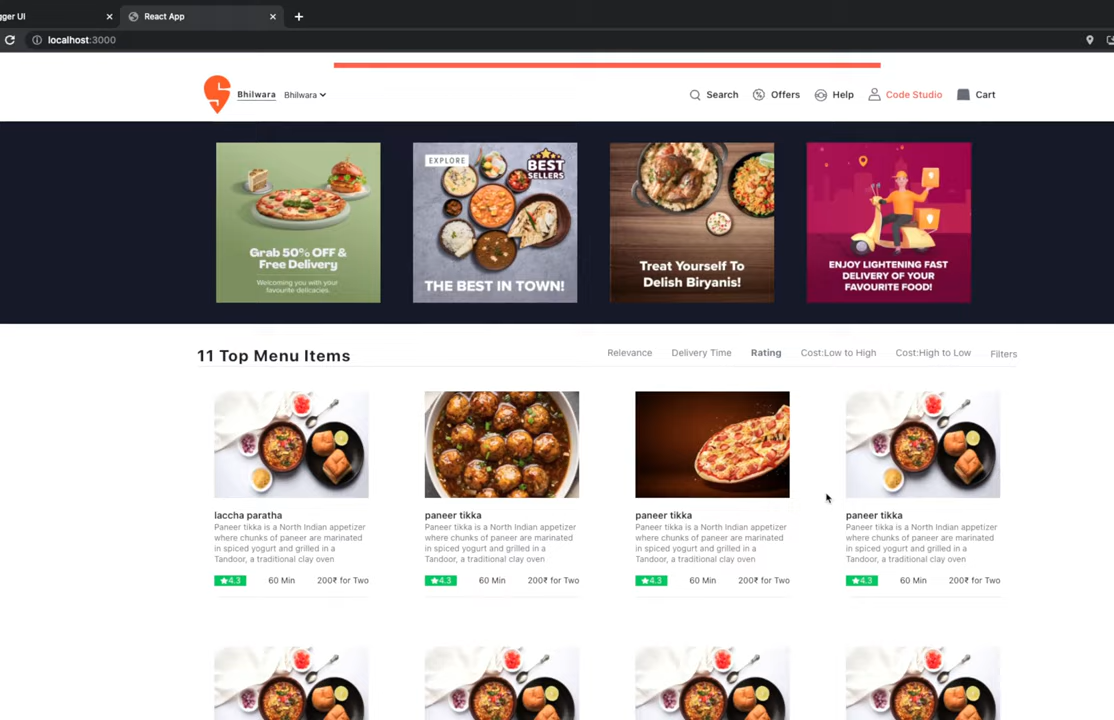 gger UI
React App
localhost:3000
Bhilwara Bhilwara
Search Offers Help Code Studio Cart
Grab 50% OFF &
Free Delivery
Welcoming you with your
favourite delicacies.
EXPLORE
BEST
SELLERS
THE BEST IN TOWN!
Treat Yourself To
Delish Biryanis!
ENJOY LIGHTENING FAST
DELIVERY OF YOUR
FAVOURITE FOOD!
11 Top Menu Items
Relevance Delivery Time Rating Cost:Low to High Cost:High to Low Filters
laccha paratha
Paneer tikka is a North Indian appetizer
where chunks of paneer are marinated
in spiced yogurt and grilled in a
Tandoor, a traditional clay oven
★4.3 60 Min 200₹ for Two
paneer tikka
Paneer tikka is a North Indian appetizer
where chunks of paneer are marinated
in spiced yogurt and grilled in a
Tandoor, a traditional clay oven
★4.3 60 Min 200₹ for Two
paneer tikka
Paneer tikka is a North Indian appetizer
where chunks of paneer are marinated
in spiced yogurt and grilled in a
Tandoor, a traditional clay oven
★4.3 60 Min 200₹ for Two
paneer tikka
Paneer tikka is a North Indian appetizer
where chunks of paneer are marinated
in spiced yogurt and grilled in a
Tandoor, a traditional clay oven
★4.3 60 Min 200₹ for Two